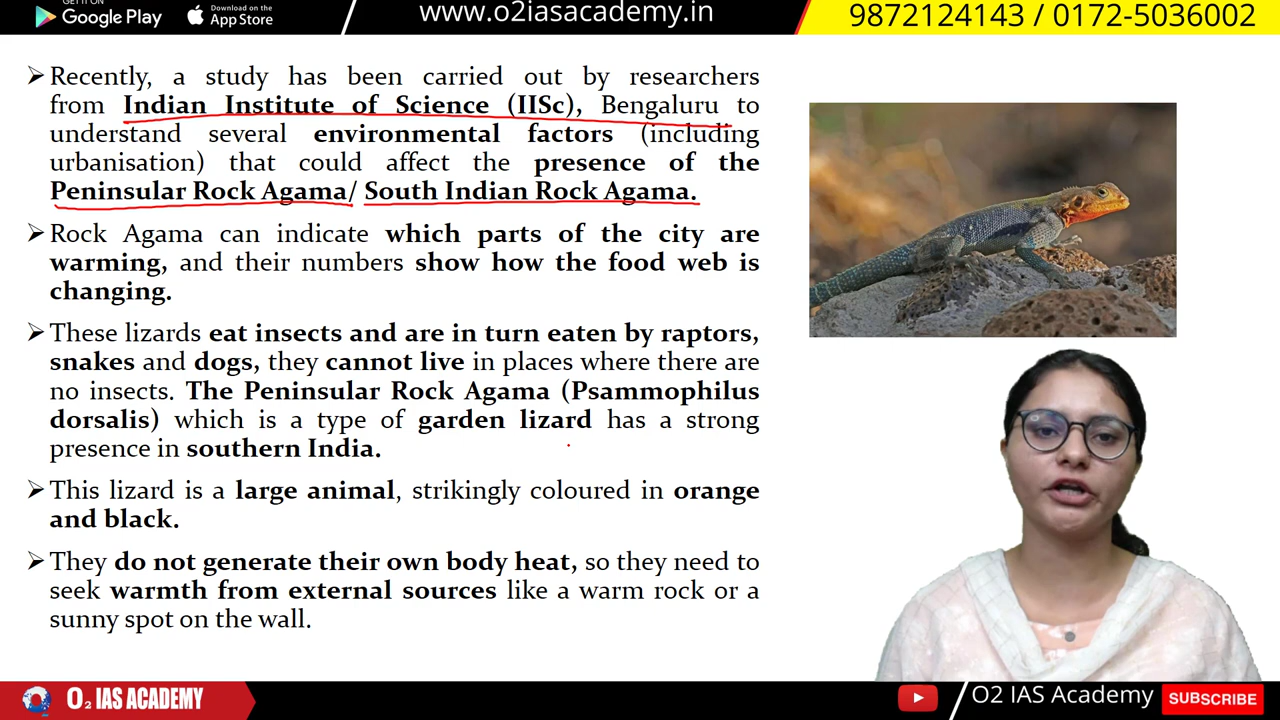 GET IT ON
Google Play
Download on the
App Store
www.o2iasacademy.in
9872124143 / 0172-5036002
➢ Recently, a study has been carried out by researchers
from Indian Institute of Science (IISc), Bengaluru to
understand several environmental factors (including
urbanisation) that could affect the presence of the
Peninsular Rock Agama/ South Indian Rock Agama.
➢ Rock Agama can indicate which parts of the city are
warming, and their numbers show how the food web is
changing.
➢ These lizards eat insects and are in turn eaten by raptors,
snakes and dogs, they cannot live in places where there are
no insects. The Peninsular Rock Agama (Psammophilus
dorsalis) which is a type of garden lizard has a strong
presence in southern India.
➢ This lizard is a large animal, strikingly coloured in orange
and black.
➢ They do not generate their own body heat, so they need to
seek warmth from external sources like a warm rock or a
sunny spot on the wall.
O₂ IAS ACADEMY
O2 IAS Academy
SUBSCRIBE